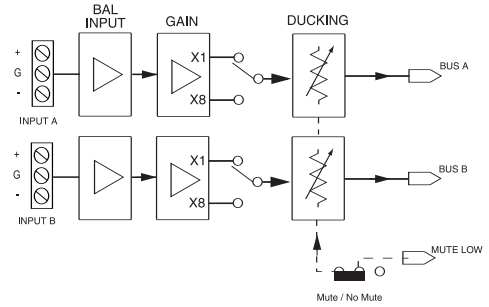 BAL
INPUT
GAIN
DUCKING
+
G
-
INPUT A
X1
X8
BUS A
+
G
-
INPUT B
X1
X8
BUS B
MUTE LOW
Mute / No Mute